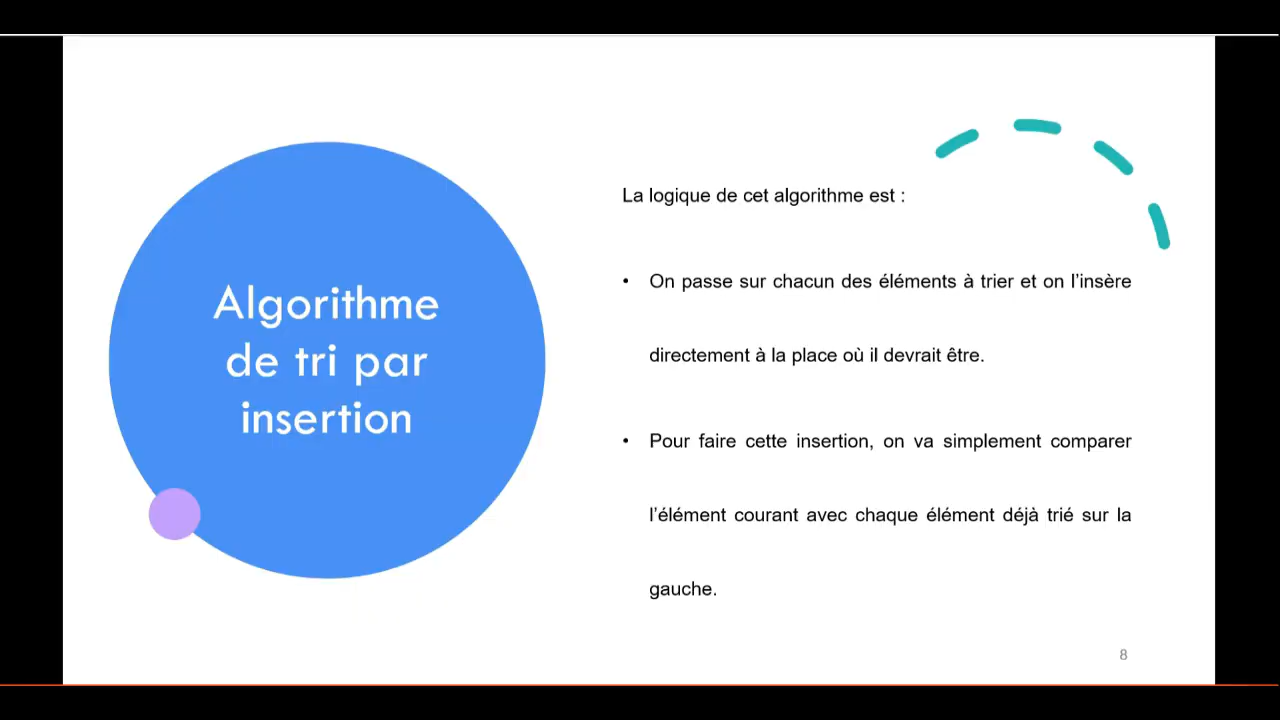 Algorithme
de tri par
insertion
La logique de cet algorithme est :
• On passe sur chacun des éléments à trier et on l’insère
directement à la place où il devrait être.
• Pour faire cette insertion, on va simplement comparer
l’élément courant avec chaque élément déjà trié sur la
gauche.
8